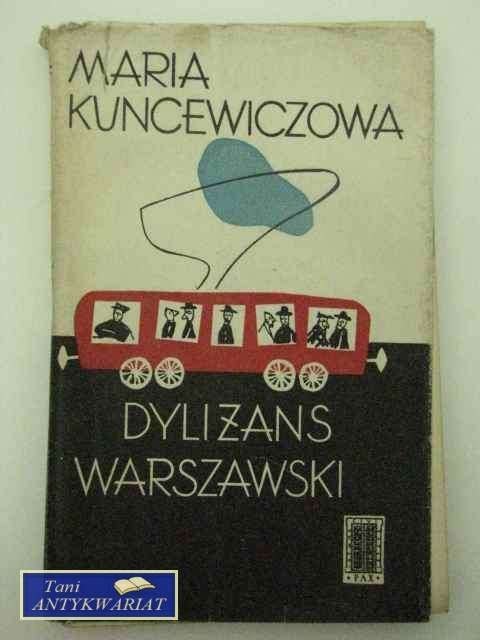 MARIA
KUNCEWICZOWA
DYLIŻANS
WARSZAWSKI
PAX
Tani
ANTYKWARIAT